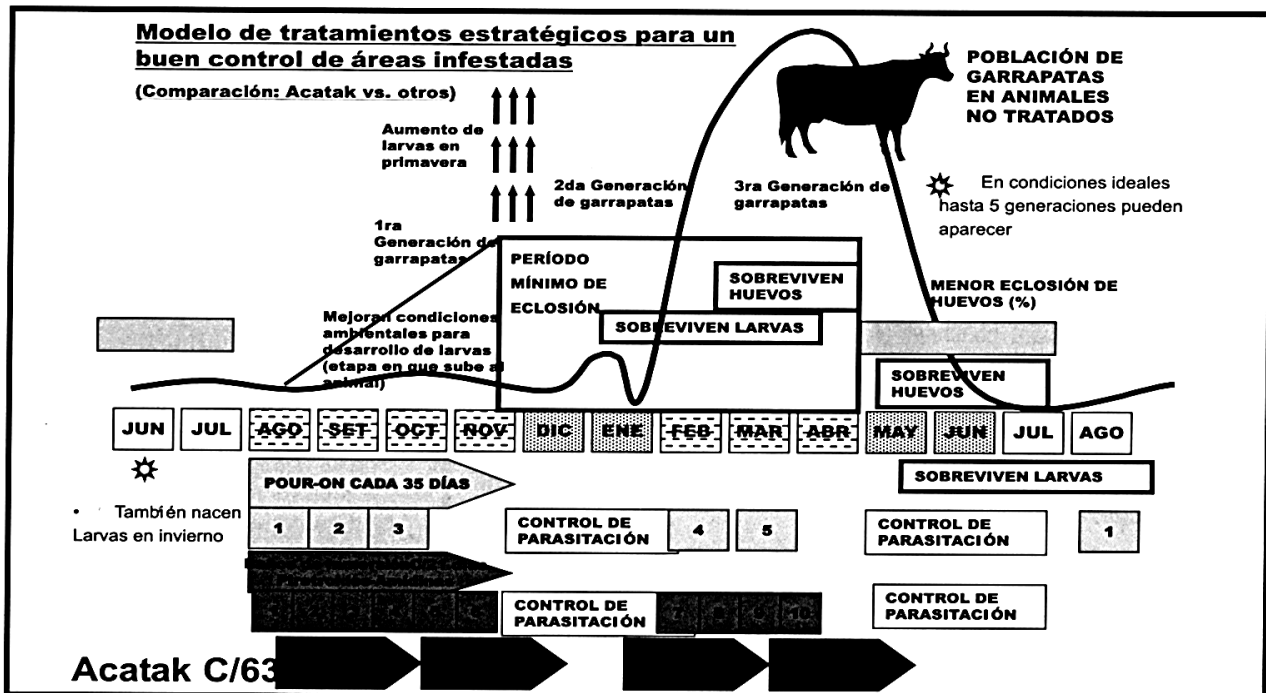 Modelo de tratamientos estratégicos para un
buen control de áreas infestadas
(Comparación: Acatak vs. otros)
POBLACIÓN DE
GARRAPATAS
EN ANIMALES
NO TRATADOS
Aumento de
larvas en
primavera
2da Generación
de garrapatas
3ra Generación de
garrapatas
En condiciones ideales
hasta 5 generaciones pueden
aparecer
1ra
Generación de
garrapatas
PERÍODO
MÍNIMO DE
ECLOSIÓN
SOBREVIVEN
HUEVOS
SOBREVIVEN LARVAS
MENOR ECLOSIÓN DE
HUEVOS (%)
Mejoran condiciones
ambientales para
desarrollo de larvas
(etapa en que sube al
animal)
SOBREVIVEN
HUEVOS
JUN JUL AGO SET OCT NOV DIC ENE FEB MAR ABR MAY JUN JUL AGO
SOBREVIVEN LARVAS
POUR-ON CADA 35 DÍAS
• También nacen
Larvas en invierno
1 2 3
CONTROL DE
PARASITACIÓN
4 5
CONTROL DE
PARASITACIÓN
1
CONTROL DE
PARASITACIÓN
7 8 9 10
CONTROL DE
PARASITACIÓN
Acatak C/63